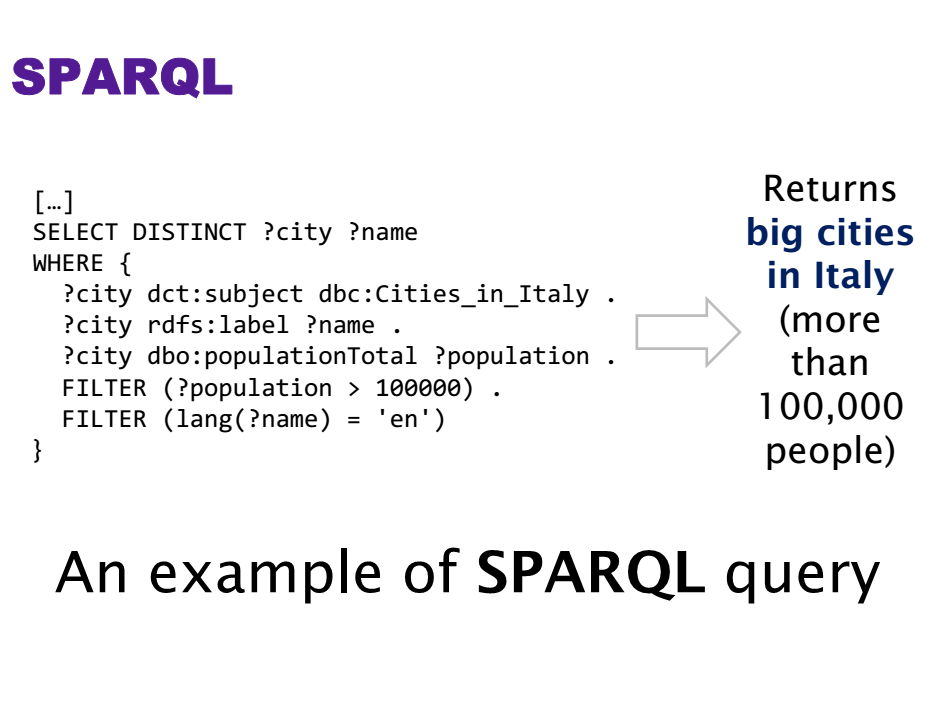 SPARQL
[…]
SELECT DISTINCT ?city ?name
WHERE {
  ?city dct:subject dbc:Cities_in_Italy .
  ?city rdfs:label ?name .
  ?city dbo:populationTotal ?population .
  FILTER (?population > 100000) .
  FILTER (lang(?name) = 'en')
}
Returns
big cities
in Italy
(more
than
100,000
people)
An example of SPARQL query